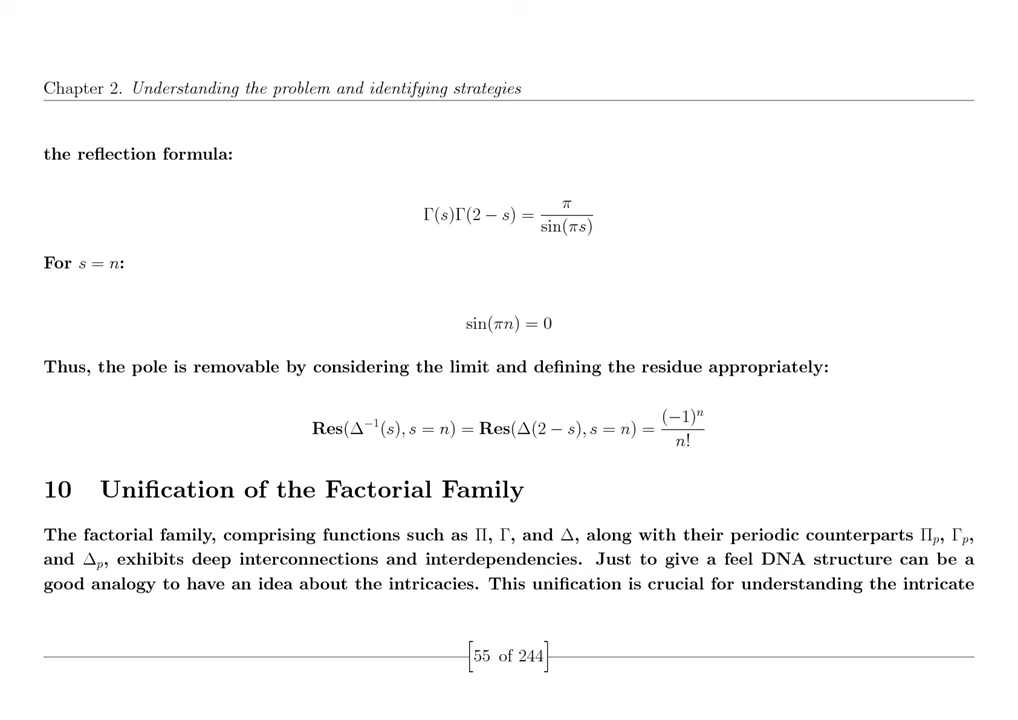 Chapter 2. Understanding the problem and identifying strategies
the reflection formula:
Γ(s)Γ(2 − s) = π / sin(πs)
For s = n:
sin(πn) = 0
Thus, the pole is removable by considering the limit and defining the residue appropriately:
Res(Δ⁻¹(s), s = n) = Res(Δ(2 − s), s = n) = (−1)ⁿ / n!
10 Unification of the Factorial Family
The factorial family, comprising functions such as Π, Γ, and Δ, along with their periodic counterparts Πₚ, Γₚ,
and Δₚ, exhibits deep interconnections and interdependencies. Just to give a feel DNA structure can be a
good analogy to have an idea about the intricacies. This unification is crucial for understanding the intricate
[55 of 244]